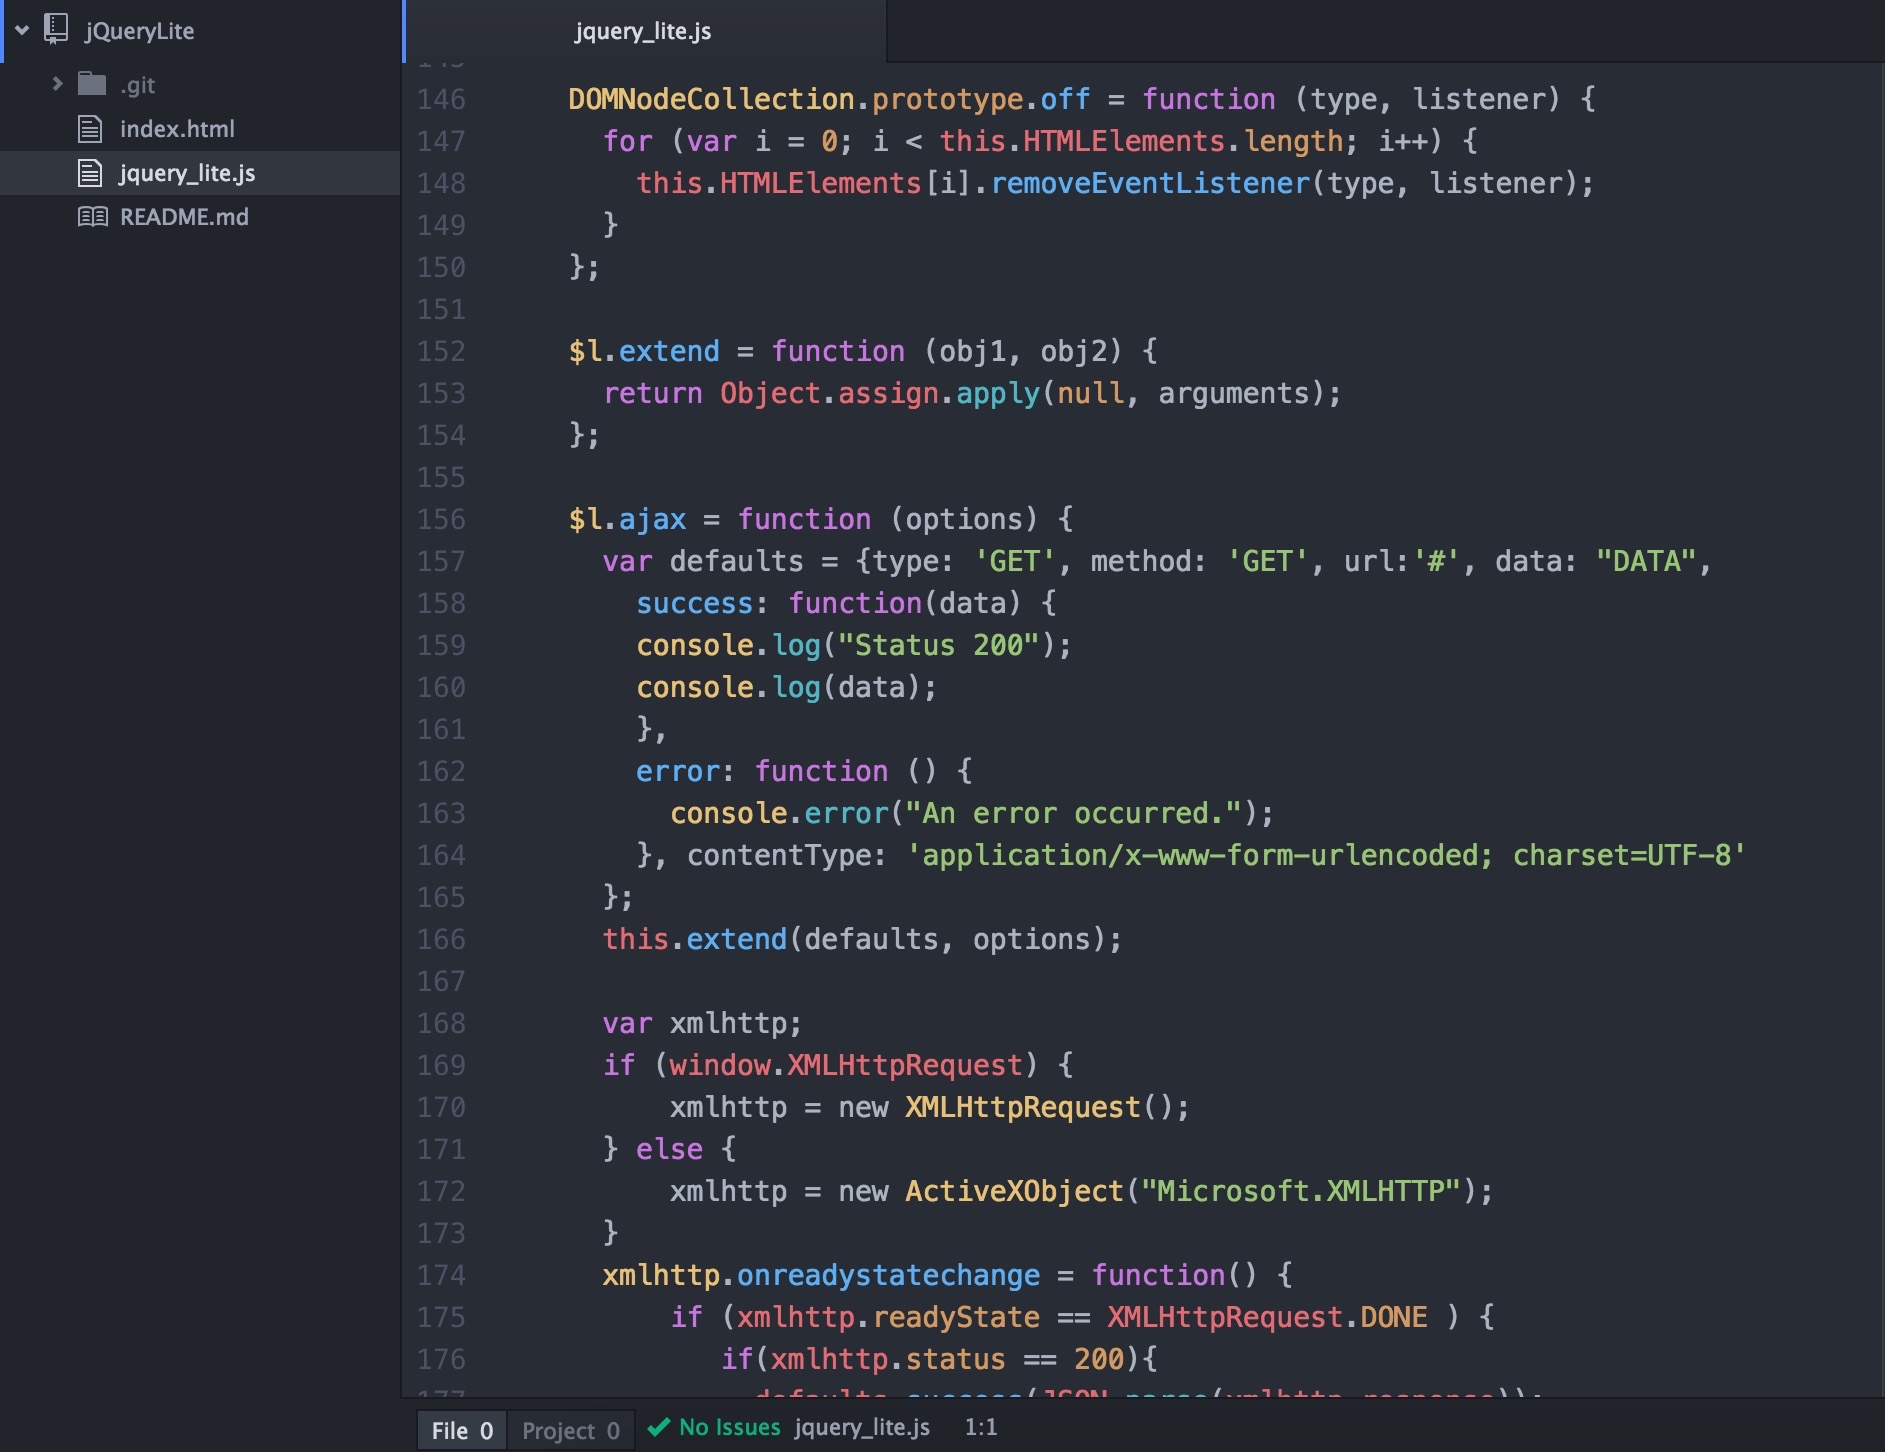 jQueryLite
.git
index.html
jquery_lite.js
README.md
jquery_lite.js
146 DOMNodeCollection.prototype.off = function (type, listener) {
147 for (var i = 0; i < this.HTMLElements.length; i++) {
148 this.HTMLElements[i].removeEventListener(type, listener);
149 }
150 };
151
152 $l.extend = function (obj1, obj2) {
153 return Object.assign.apply(null, arguments);
154 };
155
156 $l.ajax = function (options) {
157 var defaults = {type: 'GET', method: 'GET', url:'#', data: "DATA",
158 success: function(data) {
159 console.log("Status 200");
160 console.log(data);
161 },
162 error: function () {
163 console.error("An error occurred.");
164 }, contentType: 'application/x-www-form-urlencoded; charset=UTF-8'
165 };
166 this.extend(defaults, options);
167
168 var xmlhttp;
169 if (window.XMLHttpRequest) {
170 xmlhttp = new XMLHttpRequest();
171 } else {
172 xmlhttp = new ActiveXObject("Microsoft.XMLHTTP");
173 }
174 xmlhttp.onreadystatechange = function() {
175 if (xmlhttp.readyState == XMLHttpRequest.DONE ) {
176 if(xmlhttp.status == 200){
177 defaults.success(JSON.parse(xmlhttp.response));
File 0 Project 0 No Issues jquery_lite.js 1:1